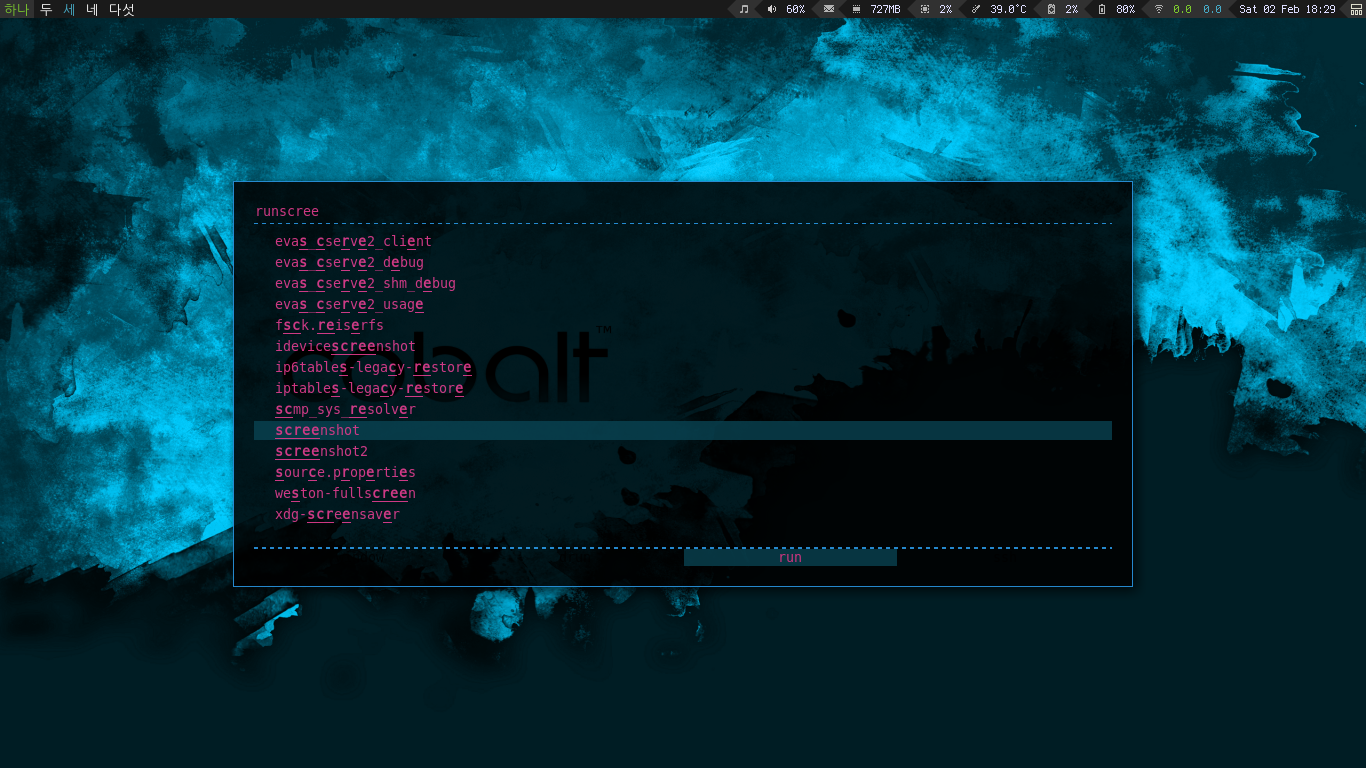 하나 두 세 네 다섯 60% 727MB 2% 39.0°C 2% 80% 0.0 0.0 Sat 02 Feb 18:29
runscree
evas_cserve2_client
evas_cserve2_debug
evas_cserve2_shm_debug
evas_cserve2_usage
fsck.reiserfs
idevicescreenshot
ip6tables-legacy-restore
iptables-legacy-restore
scmp_sys_resolver
screenshot
screenshot2
source.properties
weston-fullscreen
xdg-screensaver
cobalt™
run